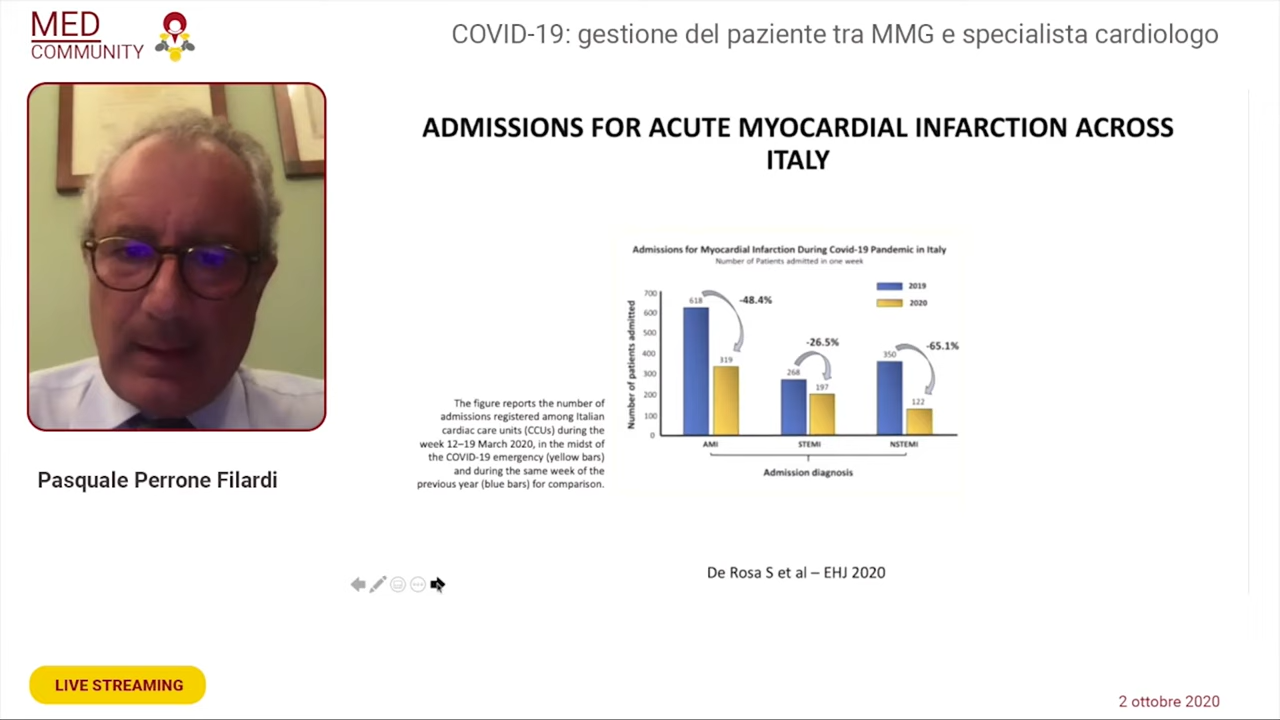 MED
COMMUNITY
COVID-19: gestione del paziente tra MMG e specialista cardiologo
ADMISSIONS FOR ACUTE MYOCARDIAL INFARCTION ACROSS
ITALY
Admissions for Myocardial Infarction During Covid-19 Pandemic in Italy
Number of Patients admitted in one week
2019
2020
Number of patients admitted
700
600
500
400
300
200
100
0
618
-48.4%
319
268
-26.5%
197
350
-65.1%
122
AMI
STEMI
NSTEMI
Admission diagnosis
The figure reports the number of
admissions registered among Italian
cardiac care units (CCUs) during the
week 12–19 March 2020, in the midst of
the COVID-19 emergency (yellow bars)
and during the same week of the
previous year (blue bars) for comparison.
Pasquale Perrone Filardi
De Rosa S et al – EHJ 2020
LIVE STREAMING
2 ottobre 2020